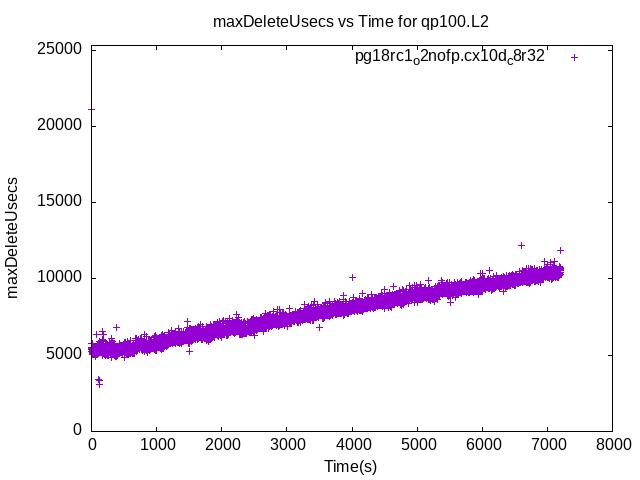 maxDeleteUsecs vs Time for qp100.L2
pg18rc1o2nofp.cx10dc8r32
25000
20000
15000
10000
5000
0
maxDeleteUsecs
0 1000 2000 3000 4000 5000 6000 7000 8000
Time(s)